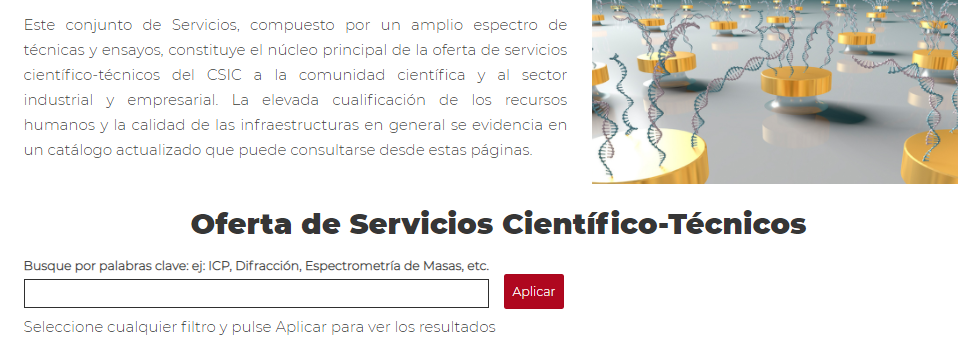 Este conjunto de Servicios, compuesto por un amplio espectro de
técnicas y ensayos, constituye el núcleo principal de la oferta de servicios
científico-técnicos del CSIC a la comunidad científica y al sector
industrial y empresarial. La elevada cualificación de los recursos
humanos y la calidad de las infraestructuras en general se evidencia en
un catálogo actualizado que puede consultarse desde estas páginas.
Oferta de Servicios Científico-Técnicos
Busque por palabras clave: ej: ICP, Difracción, Espectrometría de Masas, etc.
Aplicar
Seleccione cualquier filtro y pulse Aplicar para ver los resultados